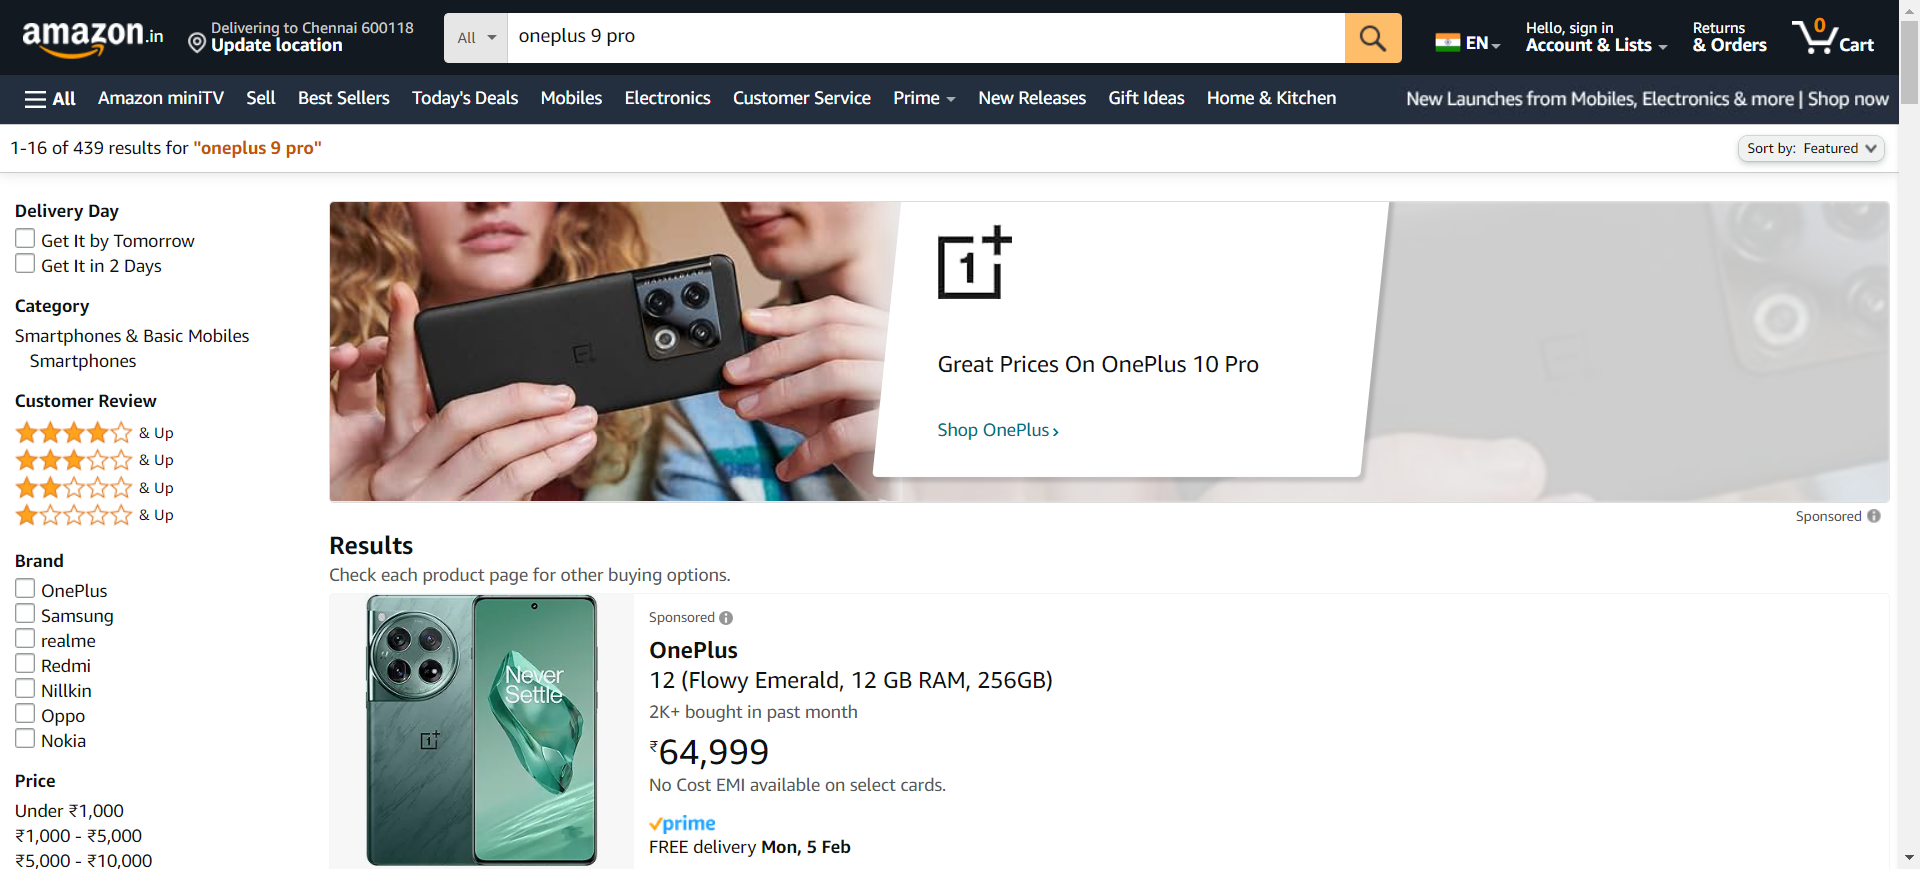 amazon.in
Delivering to Chennai 600118
Update location
All
oneplus 9 pro
EN
Hello, sign in
Account & Lists
Returns
& Orders
0
Cart
All
Amazon miniTV
Sell
Best Sellers
Today's Deals
Mobiles
Electronics
Customer Service
Prime
New Releases
Gift Ideas
Home & Kitchen
New Launches from Mobiles, Electronics & more | Shop now
1-16 of 439 results for "oneplus 9 pro"
Sort by: Featured
Delivery Day
Get It by Tomorrow
Get It in 2 Days
Category
Smartphones & Basic Mobiles
Smartphones
Customer Review
& Up
& Up
& Up
& Up
Brand
OnePlus
Samsung
realme
Redmi
Nillkin
Oppo
Nokia
Price
Under ₹1,000
₹1,000 - ₹5,000
₹5,000 - ₹10,000
HASSELBLAD
1+
Great Prices On OnePlus 10 Pro
Shop OnePlus ›
Sponsored
Results
Check each product page for other buying options.
Never
Settle
1+
Sponsored
OnePlus
12 (Flowy Emerald, 12 GB RAM, 256GB)
2K+ bought in past month
₹64,999
No Cost EMI available on select cards.
prime
FREE delivery Mon, 5 Feb